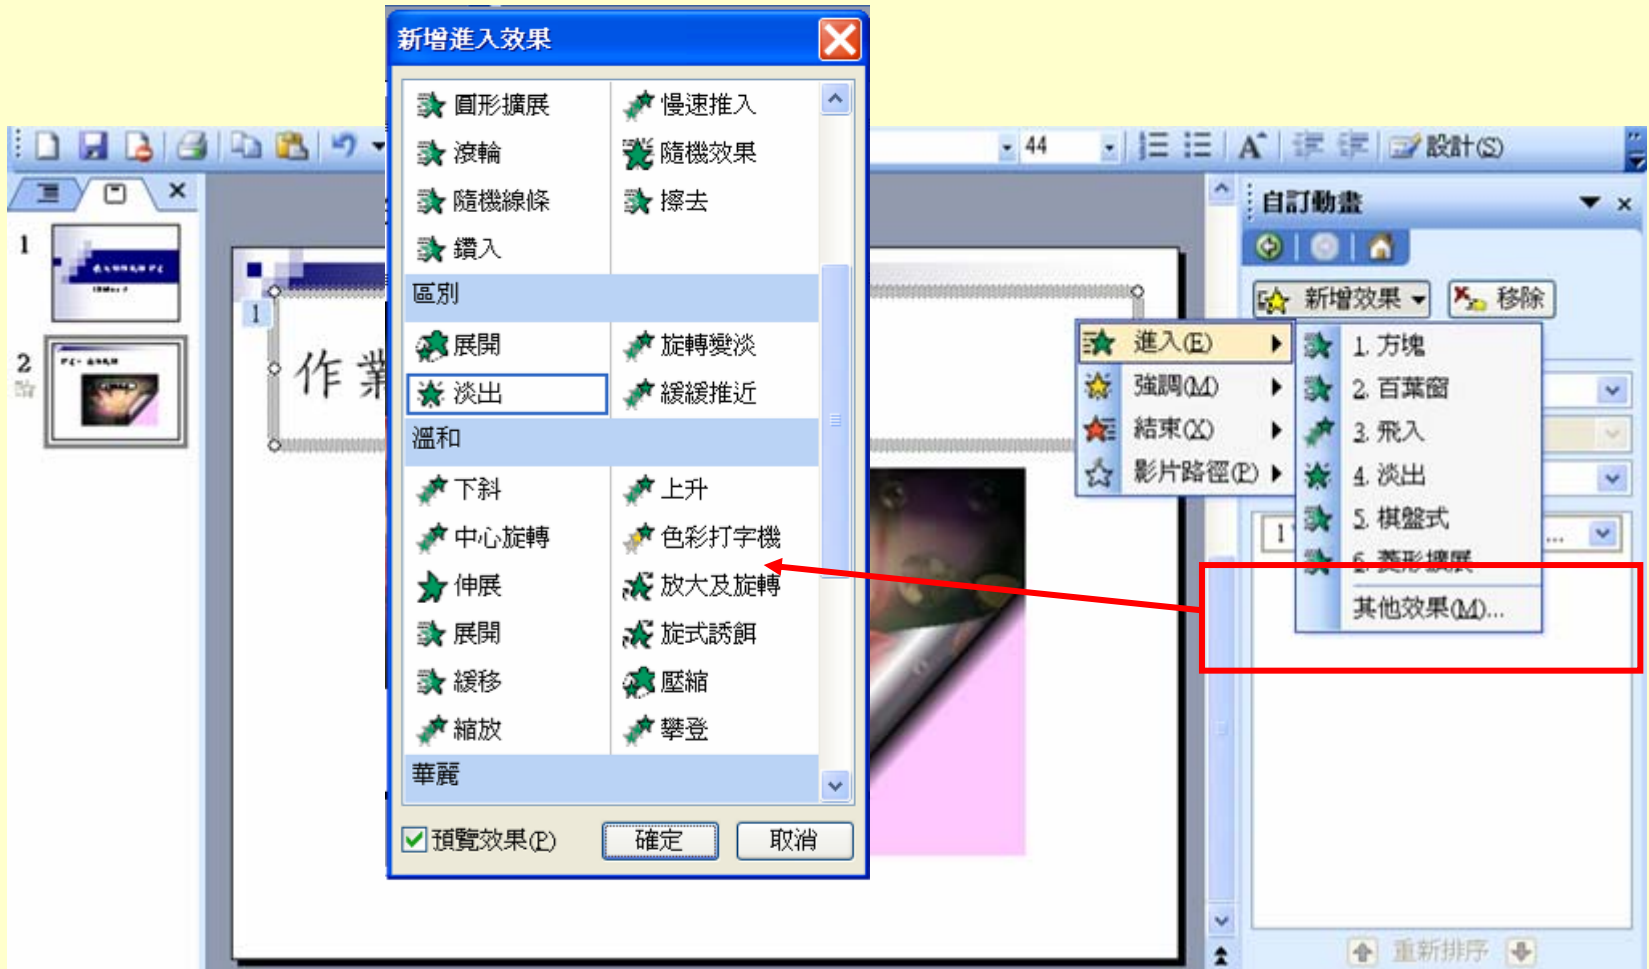 新增進入效果
圓形擴展
慢速推入
滾輪
隨機效果
隨機線條
擦去
鑽入
區別
展開
旋轉變淡
淡出
緩緩推近
溫和
下斜
上升
中心旋轉
色彩打字機
伸展
放大及旋轉
展開
旋式誘餌
緩移
壓縮
縮放
攀登
華麗
預覽效果(P)
確定
取消
44
設計(S)
1
2
1
作業
自訂動畫
新增效果
移除
進入(E)
強調(M)
結束(X)
影片路徑(P)
1. 方塊
2. 百葉窗
3. 飛入
4. 淡出
5. 棋盤式
6. 菱形擴展
其他效果(M)...
1
...
重新排序